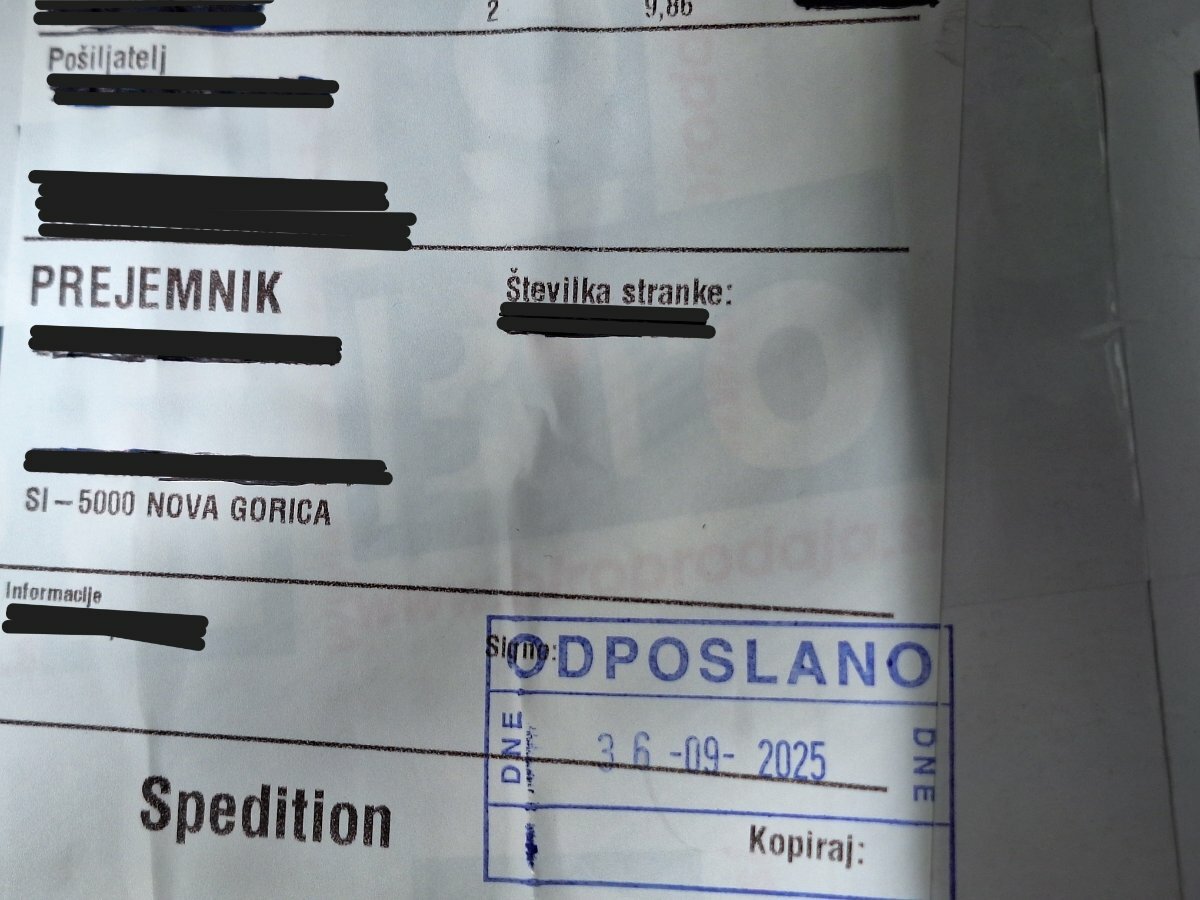 2 9,86
Pošiljatelj
PREJEMNIK
Številka stranke:
SI – 5000 NOVA GORICA
Informacije
Signo:
ODPOSLANO
DNE 36 -09- 2025 DNE
Spedition
Kopiraj: